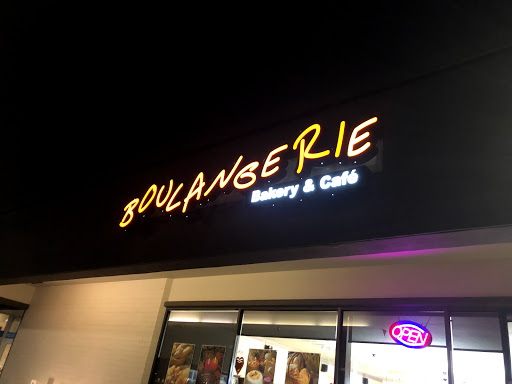 BOULANGERIE
Bakery & Café
OPEN